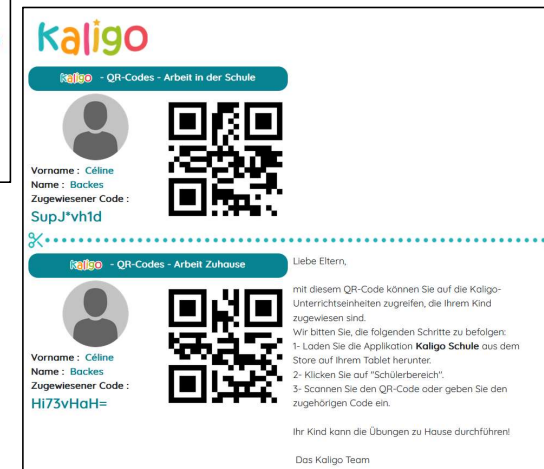 Kaligo
Kaligo - QR-Codes - Arbeit in der Schule
Vorname : Céline
Name : Backes
Zugewiesener Code :
SupJ*vh1d
Kaligo - QR-Codes - Arbeit Zuhause
Vorname : Céline
Name : Backes
Zugewiesener Code :
Hi73vHaH=
Liebe Eltern,
mit diesem QR-Code können Sie auf die Kaligo-
Unterrichtseinheiten zugreifen, die Ihrem Kind
zugewiesen sind.
Wir bitten Sie, die folgenden Schritte zu befolgen:
1- Laden Sie die Applikation Kaligo Schule aus dem
Store auf Ihrem Tablet herunter.
2- Klicken Sie auf "Schülerbereich".
3- Scannen Sie den QR-Code oder geben Sie den
zugehörigen Code ein.
Ihr Kind kann die Übungen zu Hause durchführen!
Das Kaligo Team